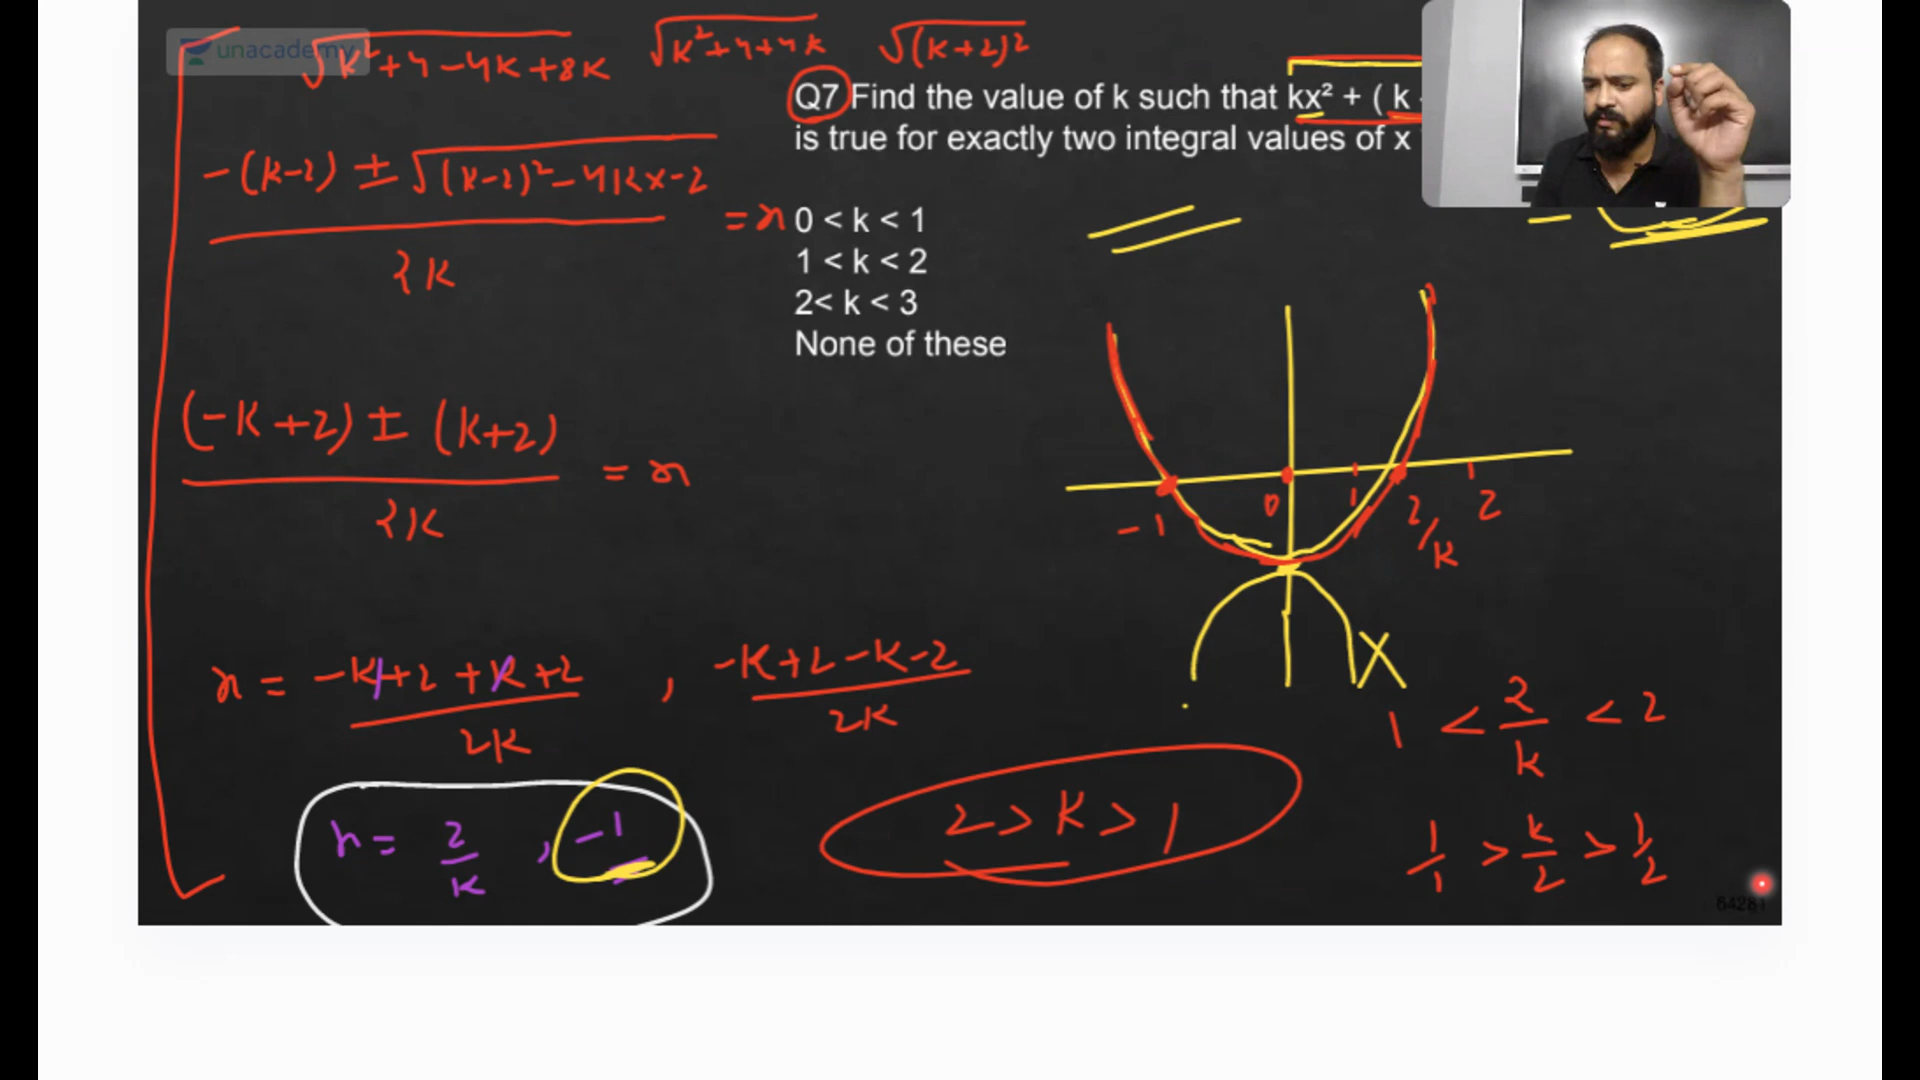 unacademy
√k²+4-4k+8k √k²+4+4k √(k+2)²
Q7 Find the value of k such that kx² + ( k
is true for exactly two integral values of x
-(k-2) ± √(k-2)²-4kx-2
2k
= x
0 < k < 1
1 < k < 2
2< k < 3
None of these
(-k+2) ± (k+2)
2k
= x
-1 0 1 2/k 2
x = -k+2+k+2
2k
, -k+2-k-2
2k
X
1 < 2/k < 2
x = 2/k , -1
2 > k > 1
1/1 > k/2 > 1/2